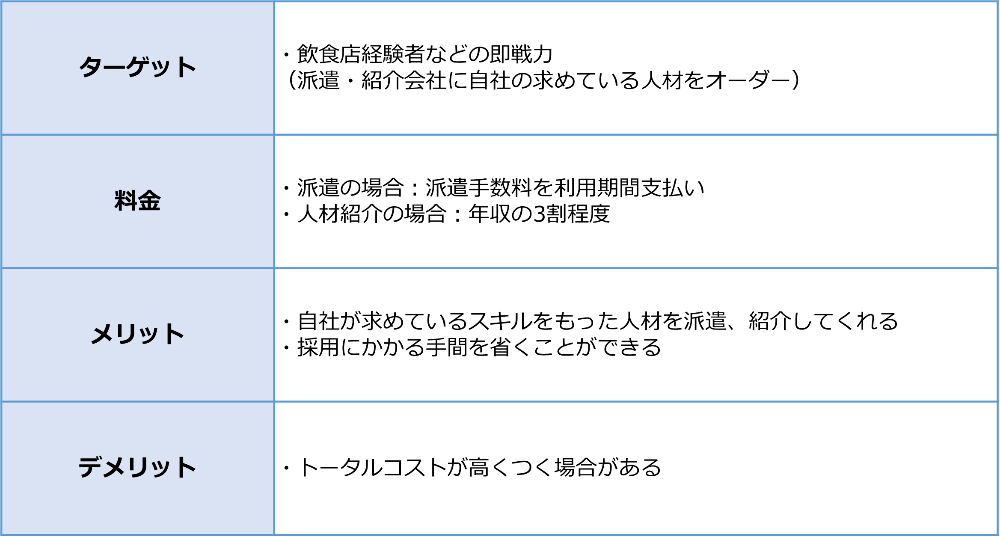 ターゲット
・飲食店経験者などの即戦力
（派遣・紹介会社に自社の求めている人材をオーダー）
料金
・派遣の場合：派遣手数料を利用期間支払い
・人材紹介の場合：年収の3割程度
メリット
・自社が求めているスキルをもった人材を派遣、紹介してくれる
・採用にかかる手間を省くことができる
デメリット
・トータルコストが高くつく場合がある